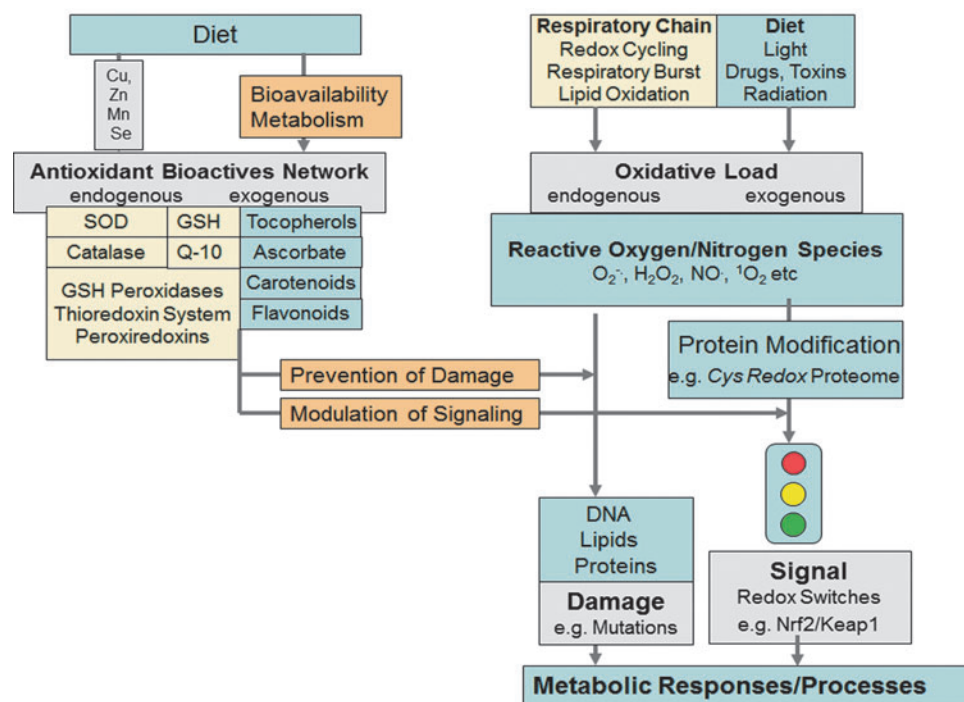 Diet
Cu,
Zn
Mn
Se
Bioavailability
Metabolism
Antioxidant Bioactives Network
endogenous exogenous
SOD GSH Tocopherols
Catalase Q-10 Ascorbate
Carotenoids
GSH Peroxidases
Thioredoxin System
Peroxiredoxins
Flavonoids
Prevention of Damage
Modulation of Signaling
Respiratory Chain
Redox Cycling
Respiratory Burst
Lipid Oxidation
Diet
Light
Drugs, Toxins
Radiation
Oxidative Load
endogenous exogenous
Reactive Oxygen/Nitrogen Species
O₂⁻·, H₂O₂, NO·, ¹O₂ etc
Protein Modification
e.g. Cys Redox Proteome
DNA
Lipids
Proteins
Damage
e.g. Mutations
Signal
Redox Switches
e.g. Nrf2/Keap1
Metabolic Responses/Processes